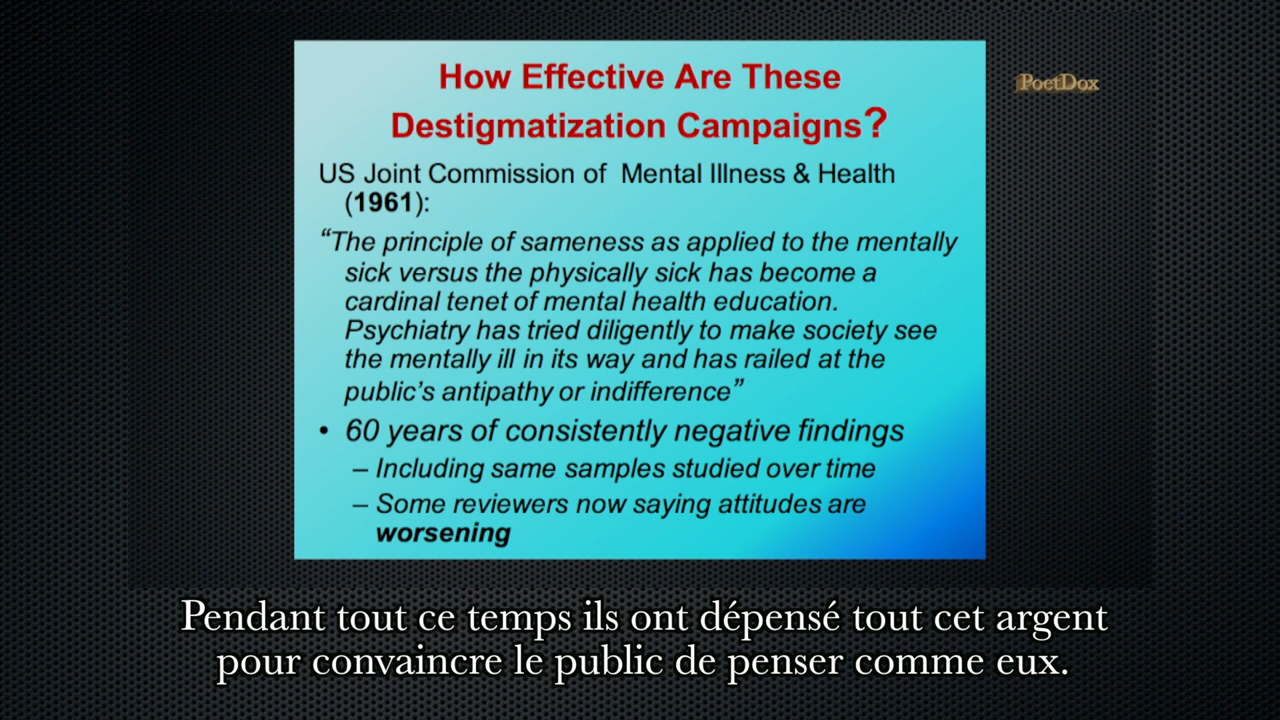 How Effective Are These
Destigmatization Campaigns?
PoetDox
US Joint Commission of Mental Illness & Health
(1961):
“The principle of sameness as applied to the mentally
sick versus the physically sick has become a
cardinal tenet of mental health education.
Psychiatry has tried diligently to make society see
the mentally ill in its way and has railed at the
public’s antipathy or indifference”
• 60 years of consistently negative findings
– Including same samples studied over time
– Some reviewers now saying attitudes are
worsening
Pendant tout ce temps ils ont dépensé tout cet argent
pour convaincre le public de penser comme eux.